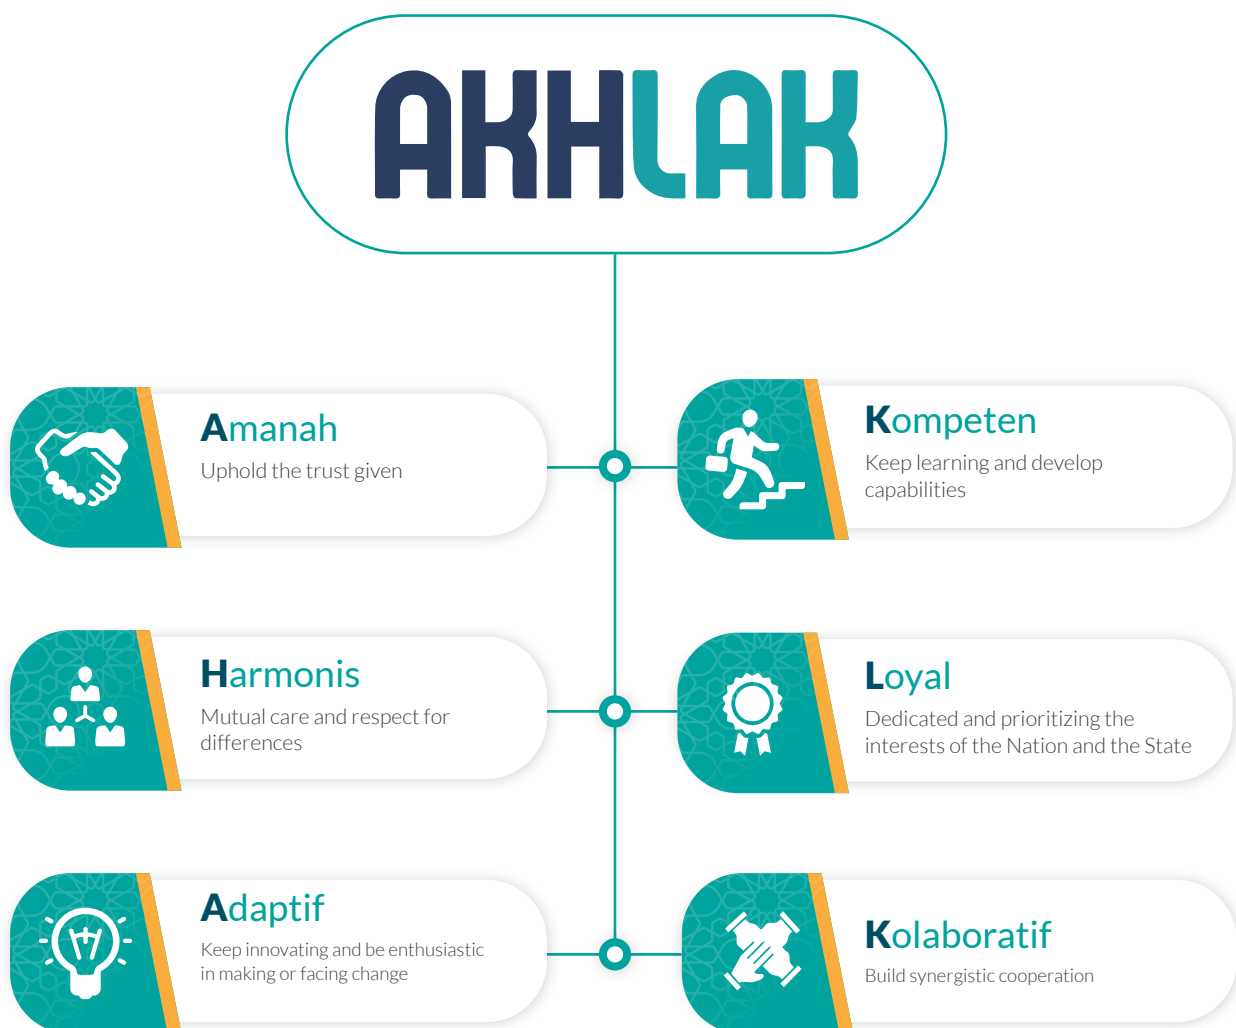 AKHLAK
Amanah
Uphold the trust given
Kompeten
Keep learning and develop
capabilities
Harmonis
Mutual care and respect for
differences
Loyal
Dedicated and prioritizing the
interests of the Nation and the State
Adaptif
Keep innovating and be enthusiastic
in making or facing change
Kolaboratif
Build synergistic cooperation